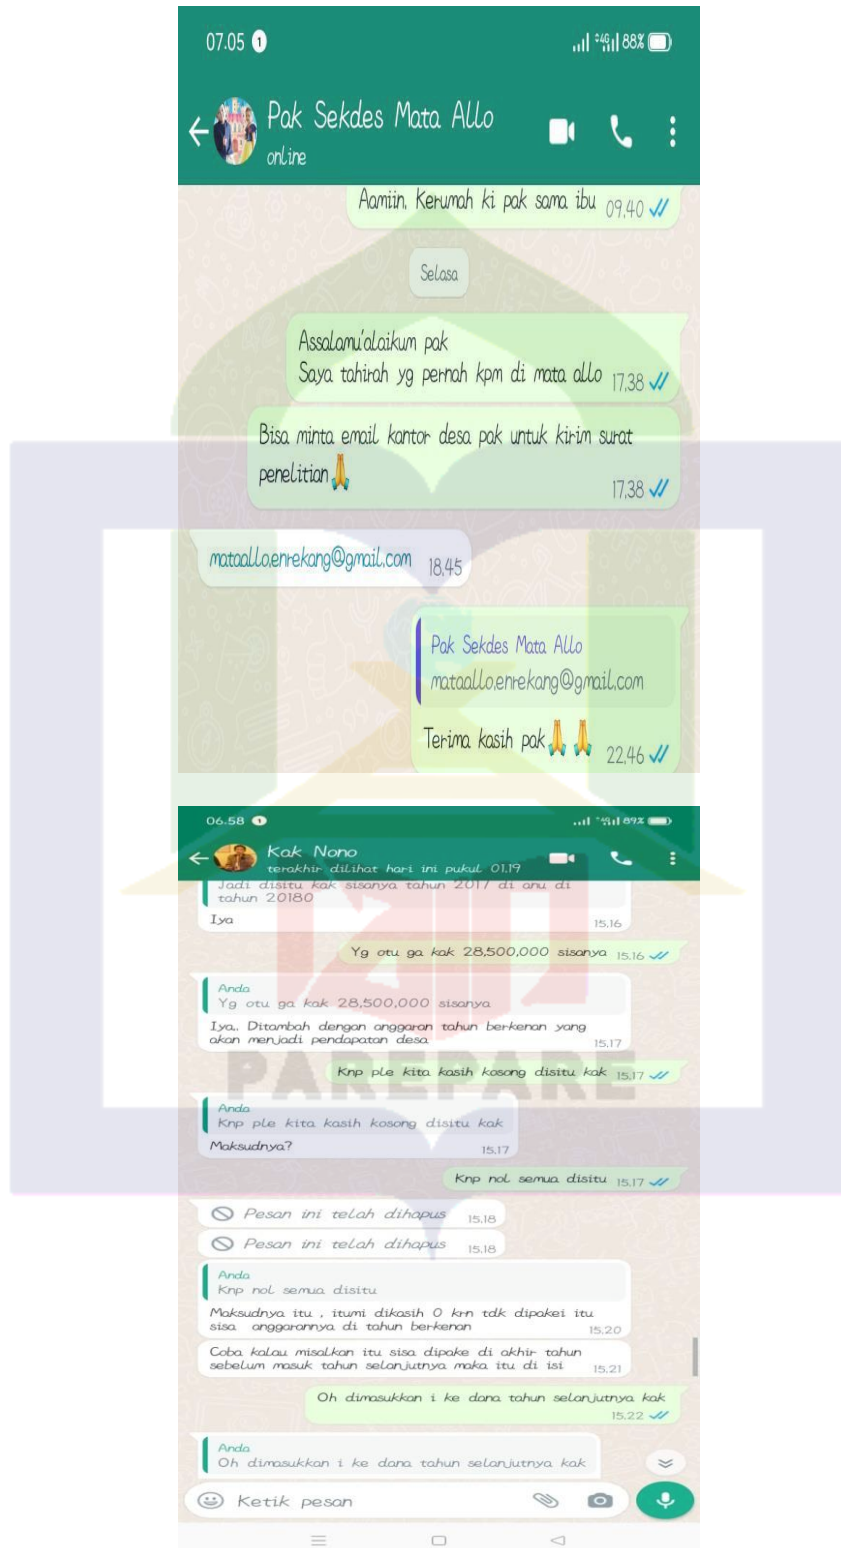 07.05 1 4G 88%
Pak Sekdes Mata Allo
online
Aamiin, Kerumah ki pak sama ibu 09.40
Selasa
Assalamu'alaikum pak
Saya tahirah yg pernah kpm di mata allo 17.38
Bisa minta email kantor desa pak untuk kirim surat
penelitian🙏 17.38
mataallo.enrekang@gmail.com 18.45
Pak Sekdes Mata Allo
mataallo.enrekang@gmail.com
Terima kasih pak🙏🙏 22.46
06.58 1 4G 89%
Kak Nono
terakhir dilihat hari ini pukul 01.19
Jadi disitu kak sisanya tahun 2017 di anu di
tahun 20180
Iya 15.16
Yg otu ga kak 28,500,000 sisanya 15.16
Anda
Yg otu ga kak 28,500,000 sisanya
Iya,. Ditambah dengan anggaran tahun berkenan yang
akan menjadi pendapatan desa 15.17
Knp ple kita kasih kosong disitu kak 15.17
Anda
Knp ple kita kasih kosong disitu kak
Maksudnya? 15.17
Knp nol semua disitu 15.17
Pesan ini telah dihapus 15.18
Pesan ini telah dihapus 15.18
Anda
Knp nol semua disitu
Maksudnya itu , itumi dikasih 0 krn tdk dipakei itu
sisa anggarannya di tahun berkenan 15.20
Coba kalau misalkan itu sisa dipake di akhir tahun
sebelum masuk tahun selanjutnya maka itu di isi 15.21
Oh dimasukkan i ke dana tahun selanjutnya kak
15.22
Anda
Oh dimasukkan i ke dana tahun selanjutnya kak
Ketik pesan
PAREPARE